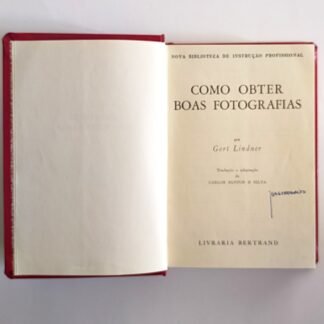 NOVA BIBLIOTECA DE INSTRUÇÃO PROFISSIONAL
COMO OBTER
BOAS FOTOGRAFIAS
por
Gert Lindner
Tradução e adaptação
de
CARLOS SANTOS E SILVA
LIVRARIA BERTRAND